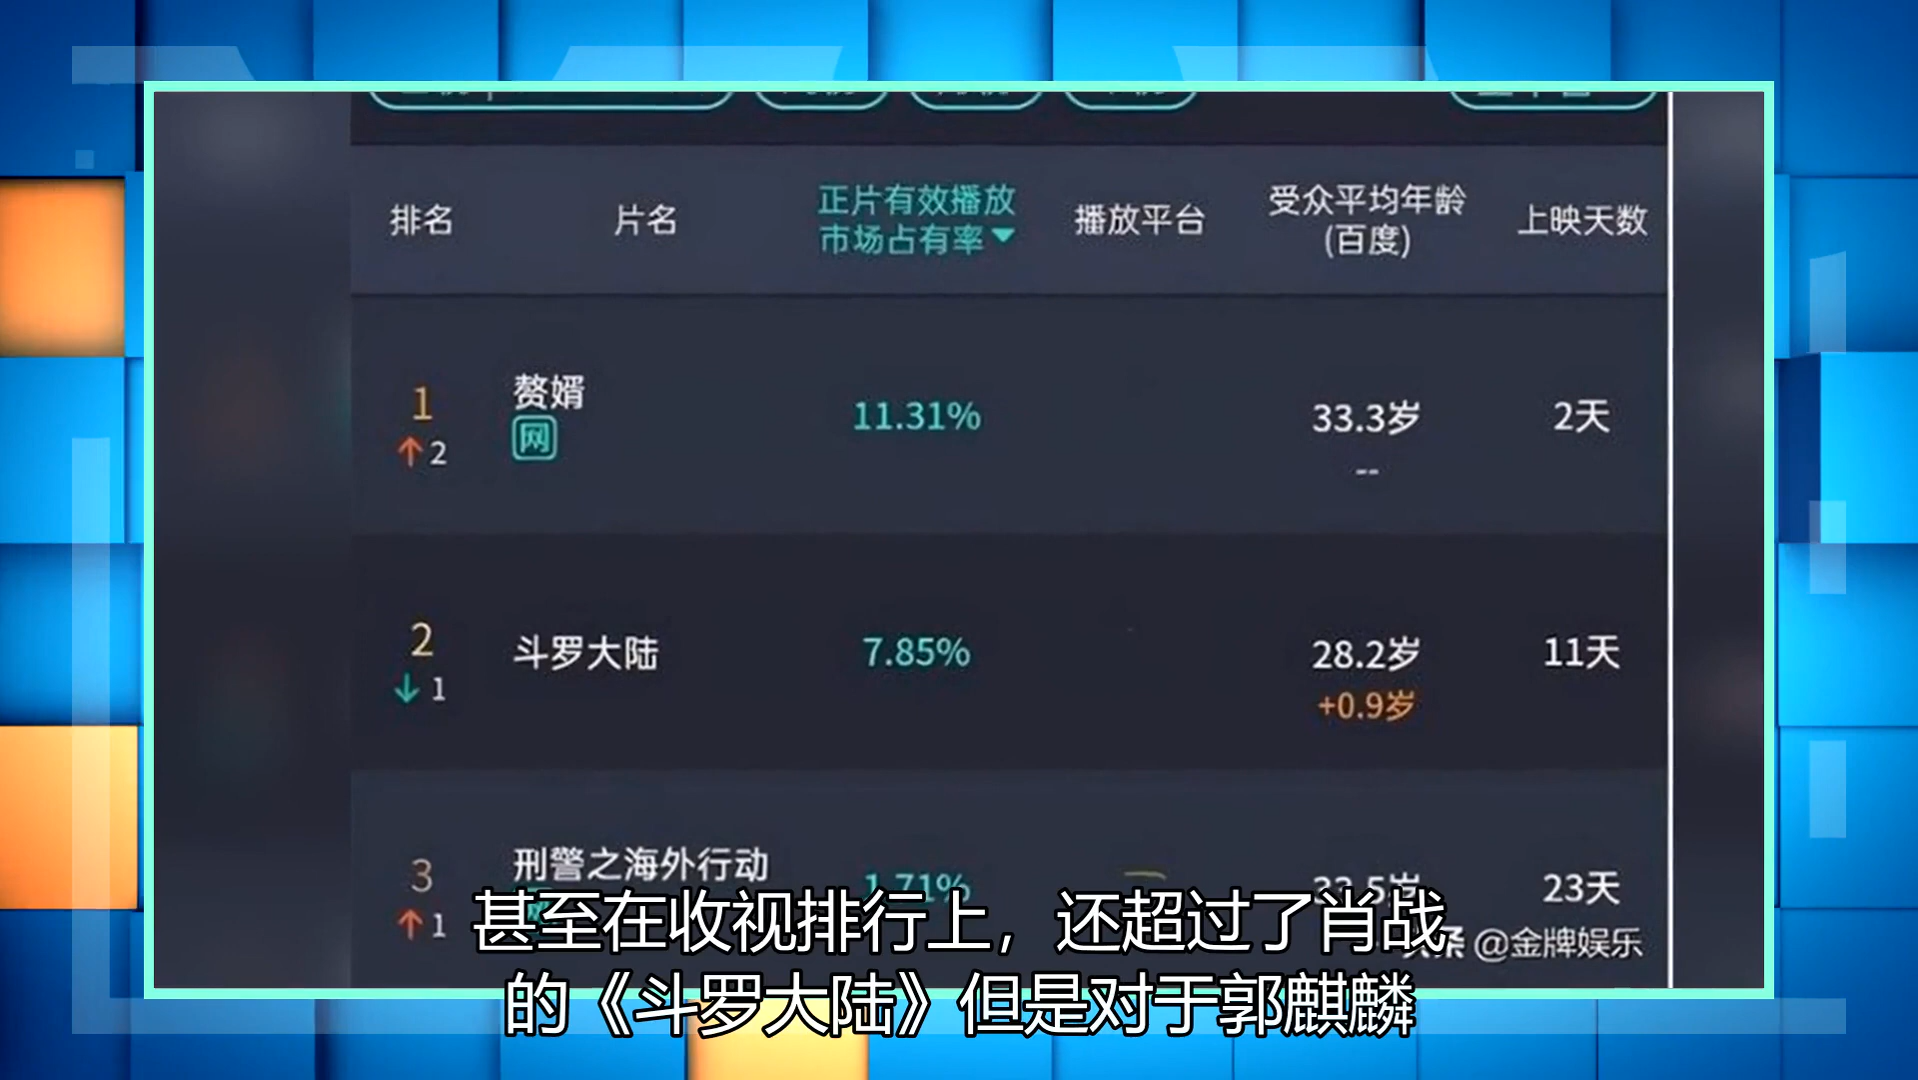 排名
片名
正片有效播放
市场占有率
播放平台
受众平均年龄
(百度)
上映天数
1
赘婿
11.31%
33.3岁
2天
↑2
网
--
2
斗罗大陆
7.85%
28.2岁
11天
↓1
+0.9岁
3
刑警之海外行动
1.71%
33.5岁
23天
↑1
@金牌娱乐
甚至在收视排行上，还超过了肖战
的《斗罗大陆》但是对于郭麒麟